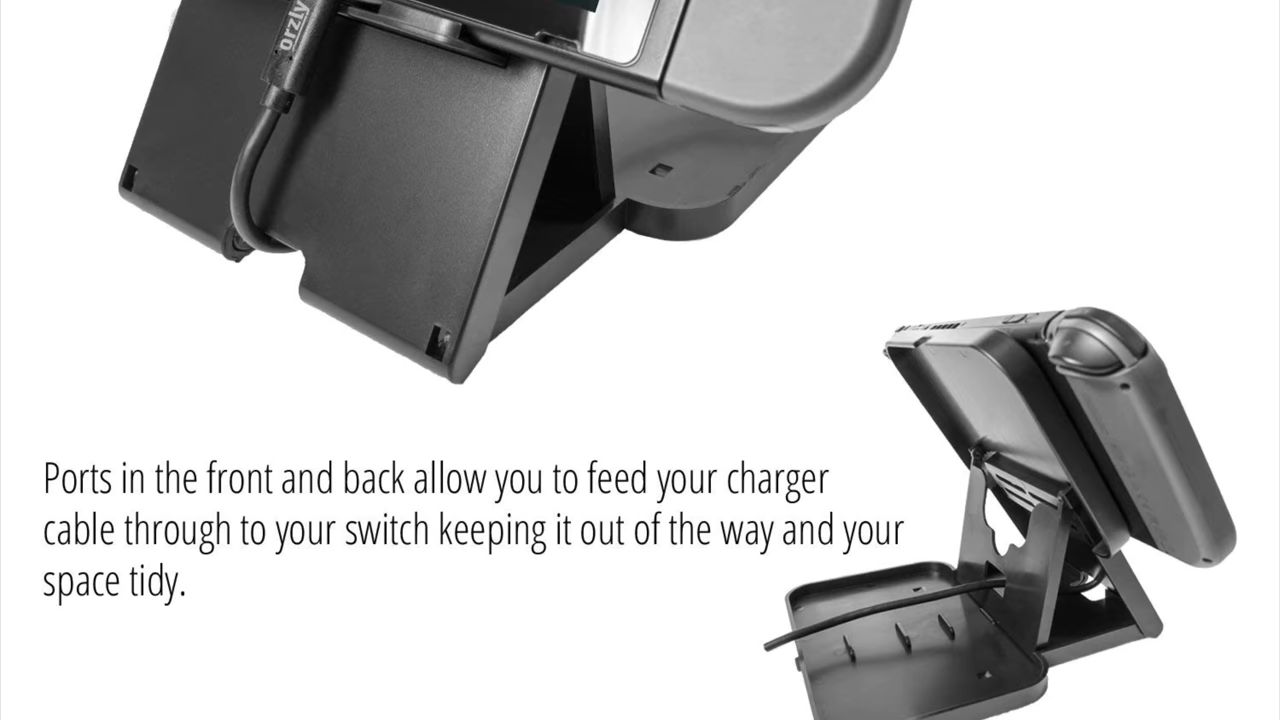 orzly
Ports in the front and back allow you to feed your charger
cable through to your switch keeping it out of the way and your
space tidy.